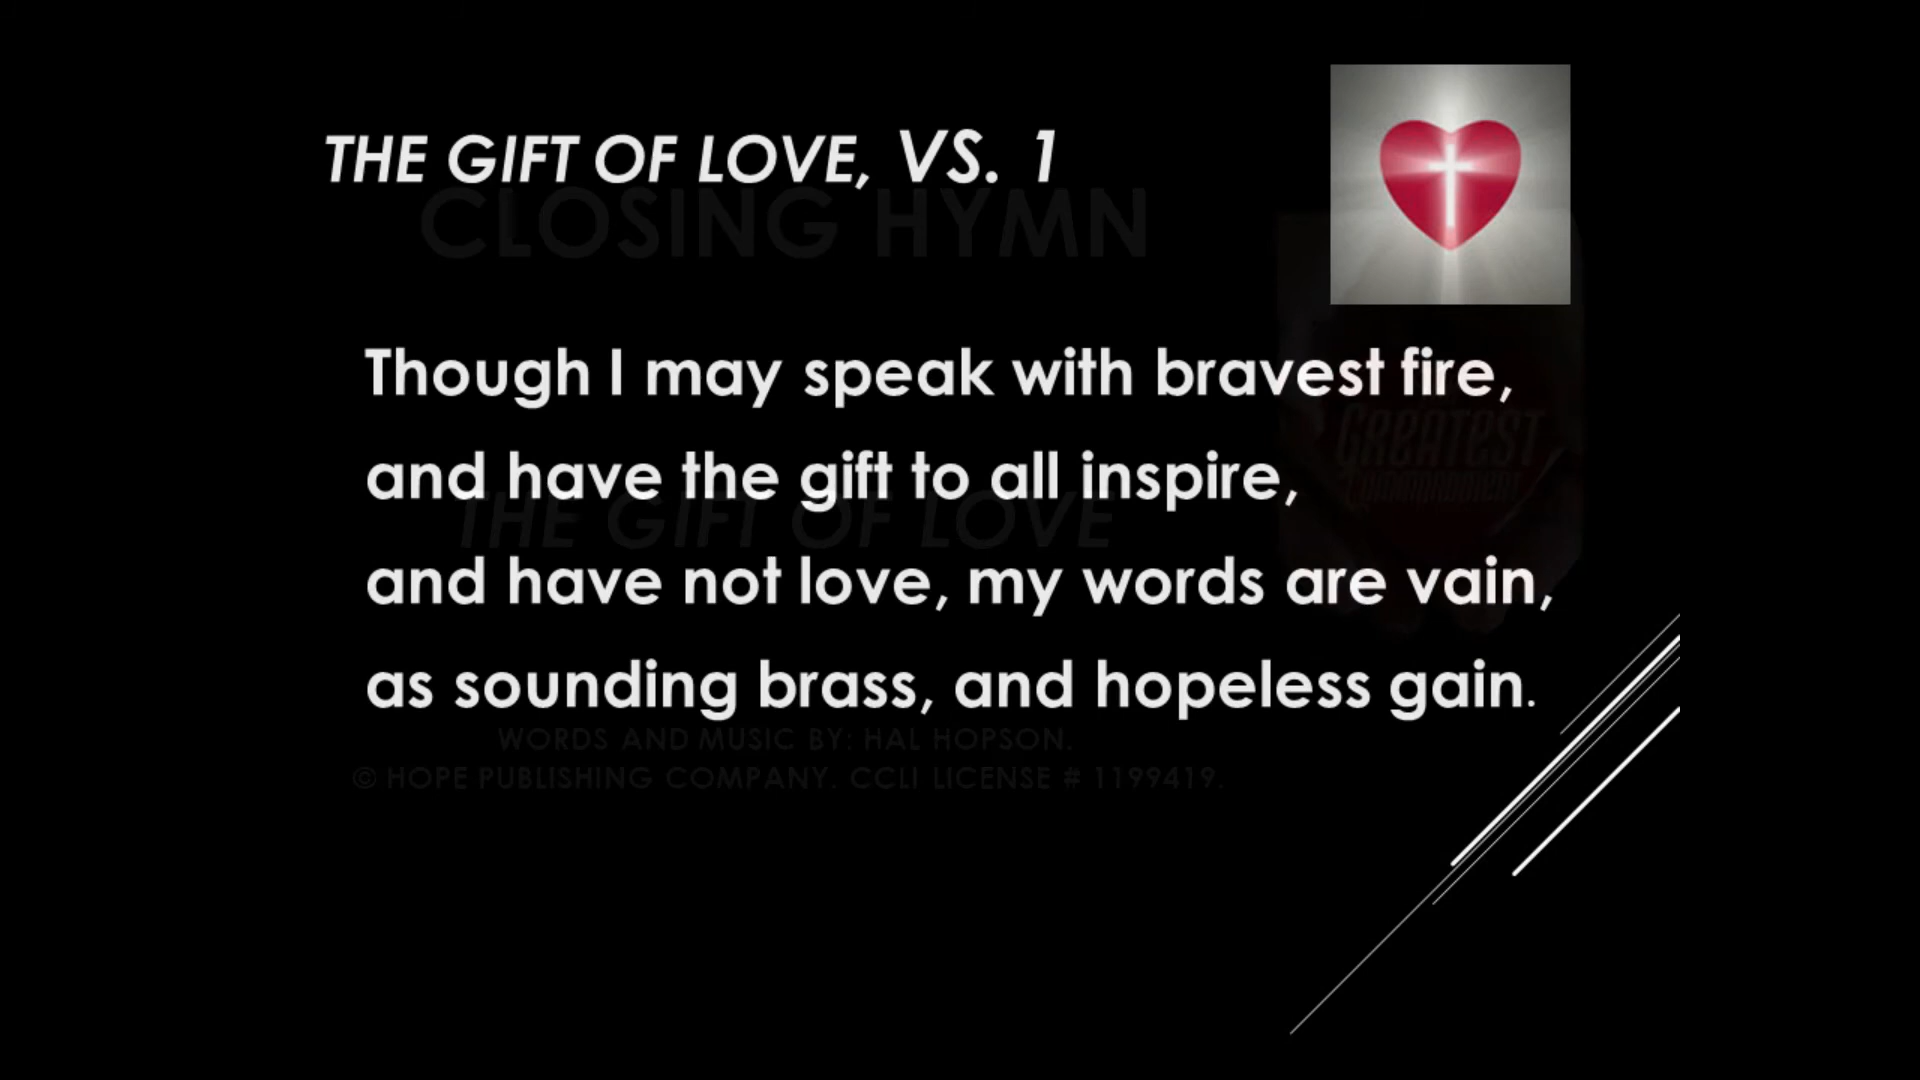 THE GIFT OF LOVE, VS. 1
CLOSING HYMN
Though I may speak with bravest fire,
and have the gift to all inspire,
GREATEST
COMMANDMENT
THE GIFT OF LOVE
and have not love, my words are vain,
as sounding brass, and hopeless gain.
WORDS AND MUSIC BY: HAL HOPSON.
© HOPE PUBLISHING COMPANY. CCLI LICENSE # 1199419.